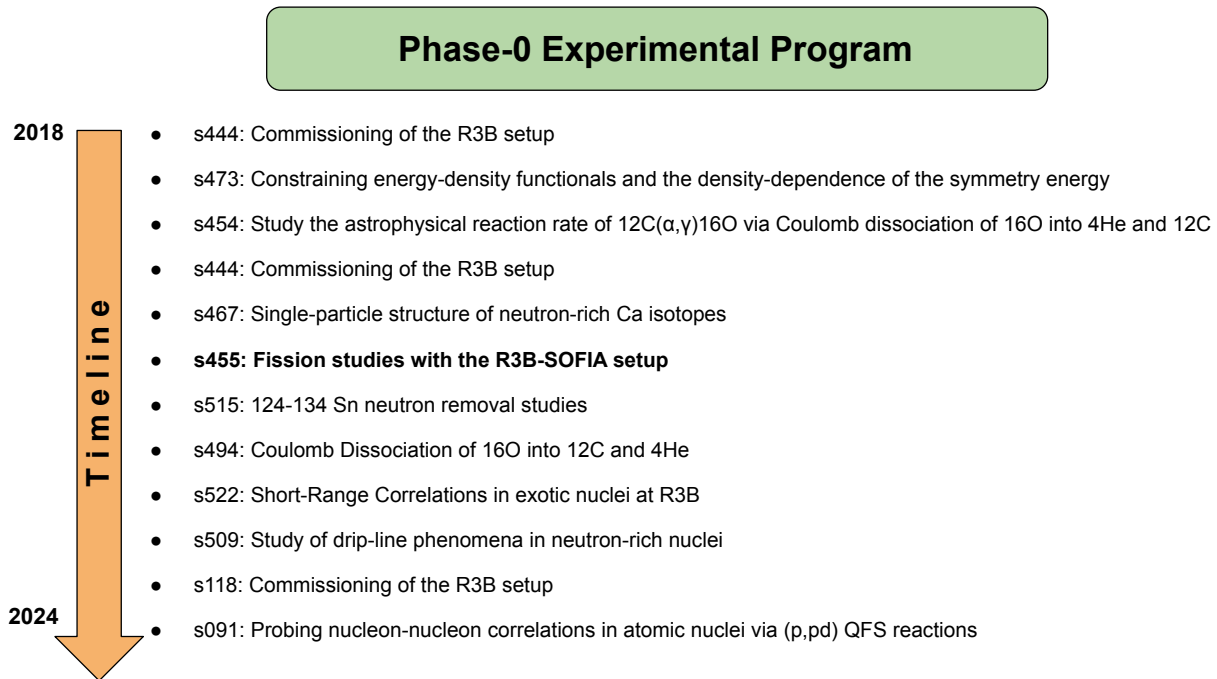 Phase-0 Experimental Program
2018
● s444: Commissioning of the R3B setup
● s473: Constraining energy-density functionals and the density-dependence of the symmetry energy
● s454: Study the astrophysical reaction rate of 12C(α,γ)16O via Coulomb dissociation of 16O into 4He and 12C
● s444: Commissioning of the R3B setup
● s467: Single-particle structure of neutron-rich Ca isotopes
● s455: Fission studies with the R3B-SOFIA setup
● s515: 124-134 Sn neutron removal studies
● s494: Coulomb Dissociation of 16O into 12C and 4He
● s522: Short-Range Correlations in exotic nuclei at R3B
● s509: Study of drip-line phenomena in neutron-rich nuclei
● s118: Commissioning of the R3B setup
● s091: Probing nucleon-nucleon correlations in atomic nuclei via (p,pd) QFS reactions
Timeline
2024